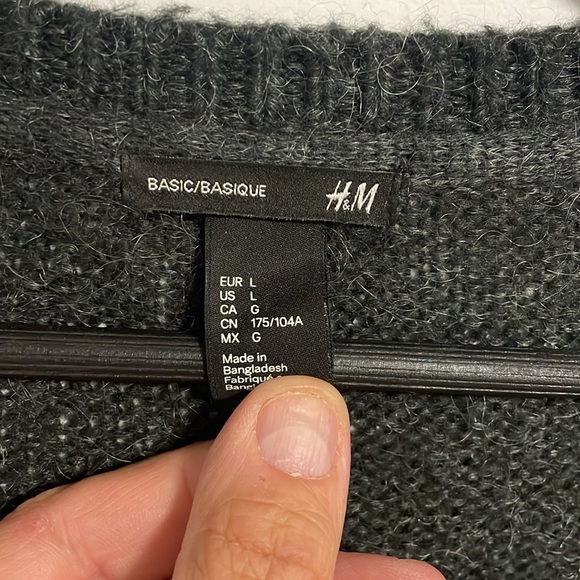 BASIC/BASIQUE H&M
EUR L
US L
CA G
CN 175/104A
MX G
Made in
Bangladesh
Fabriqué